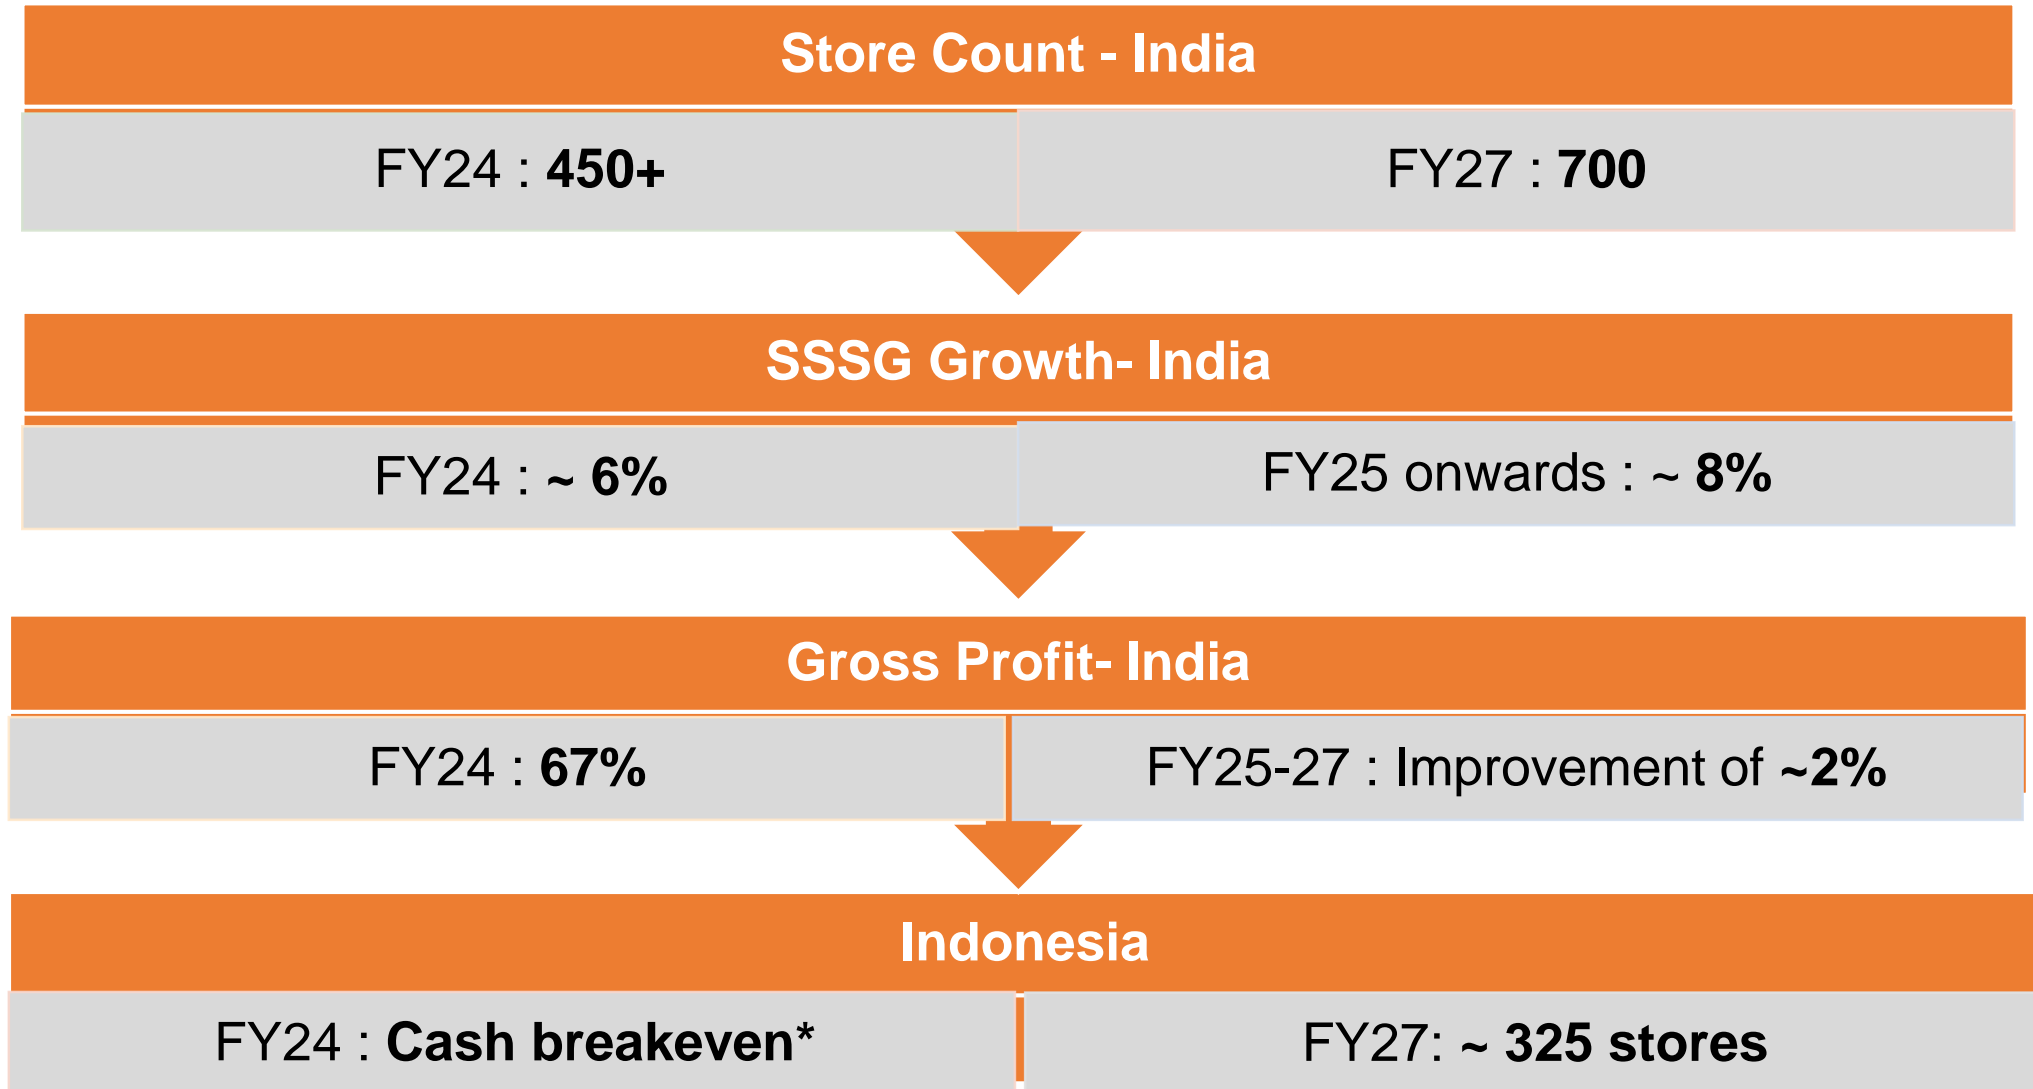 Store Count - India
FY24 : 450+
FY27 : 700
SSSG Growth- India
FY24 : ~ 6%
FY25 onwards : ~ 8%
Gross Profit- India
FY24 : 67%
FY25-27 : Improvement of ~2%
Indonesia
FY24 : Cash breakeven*
FY27: ~ 325 stores